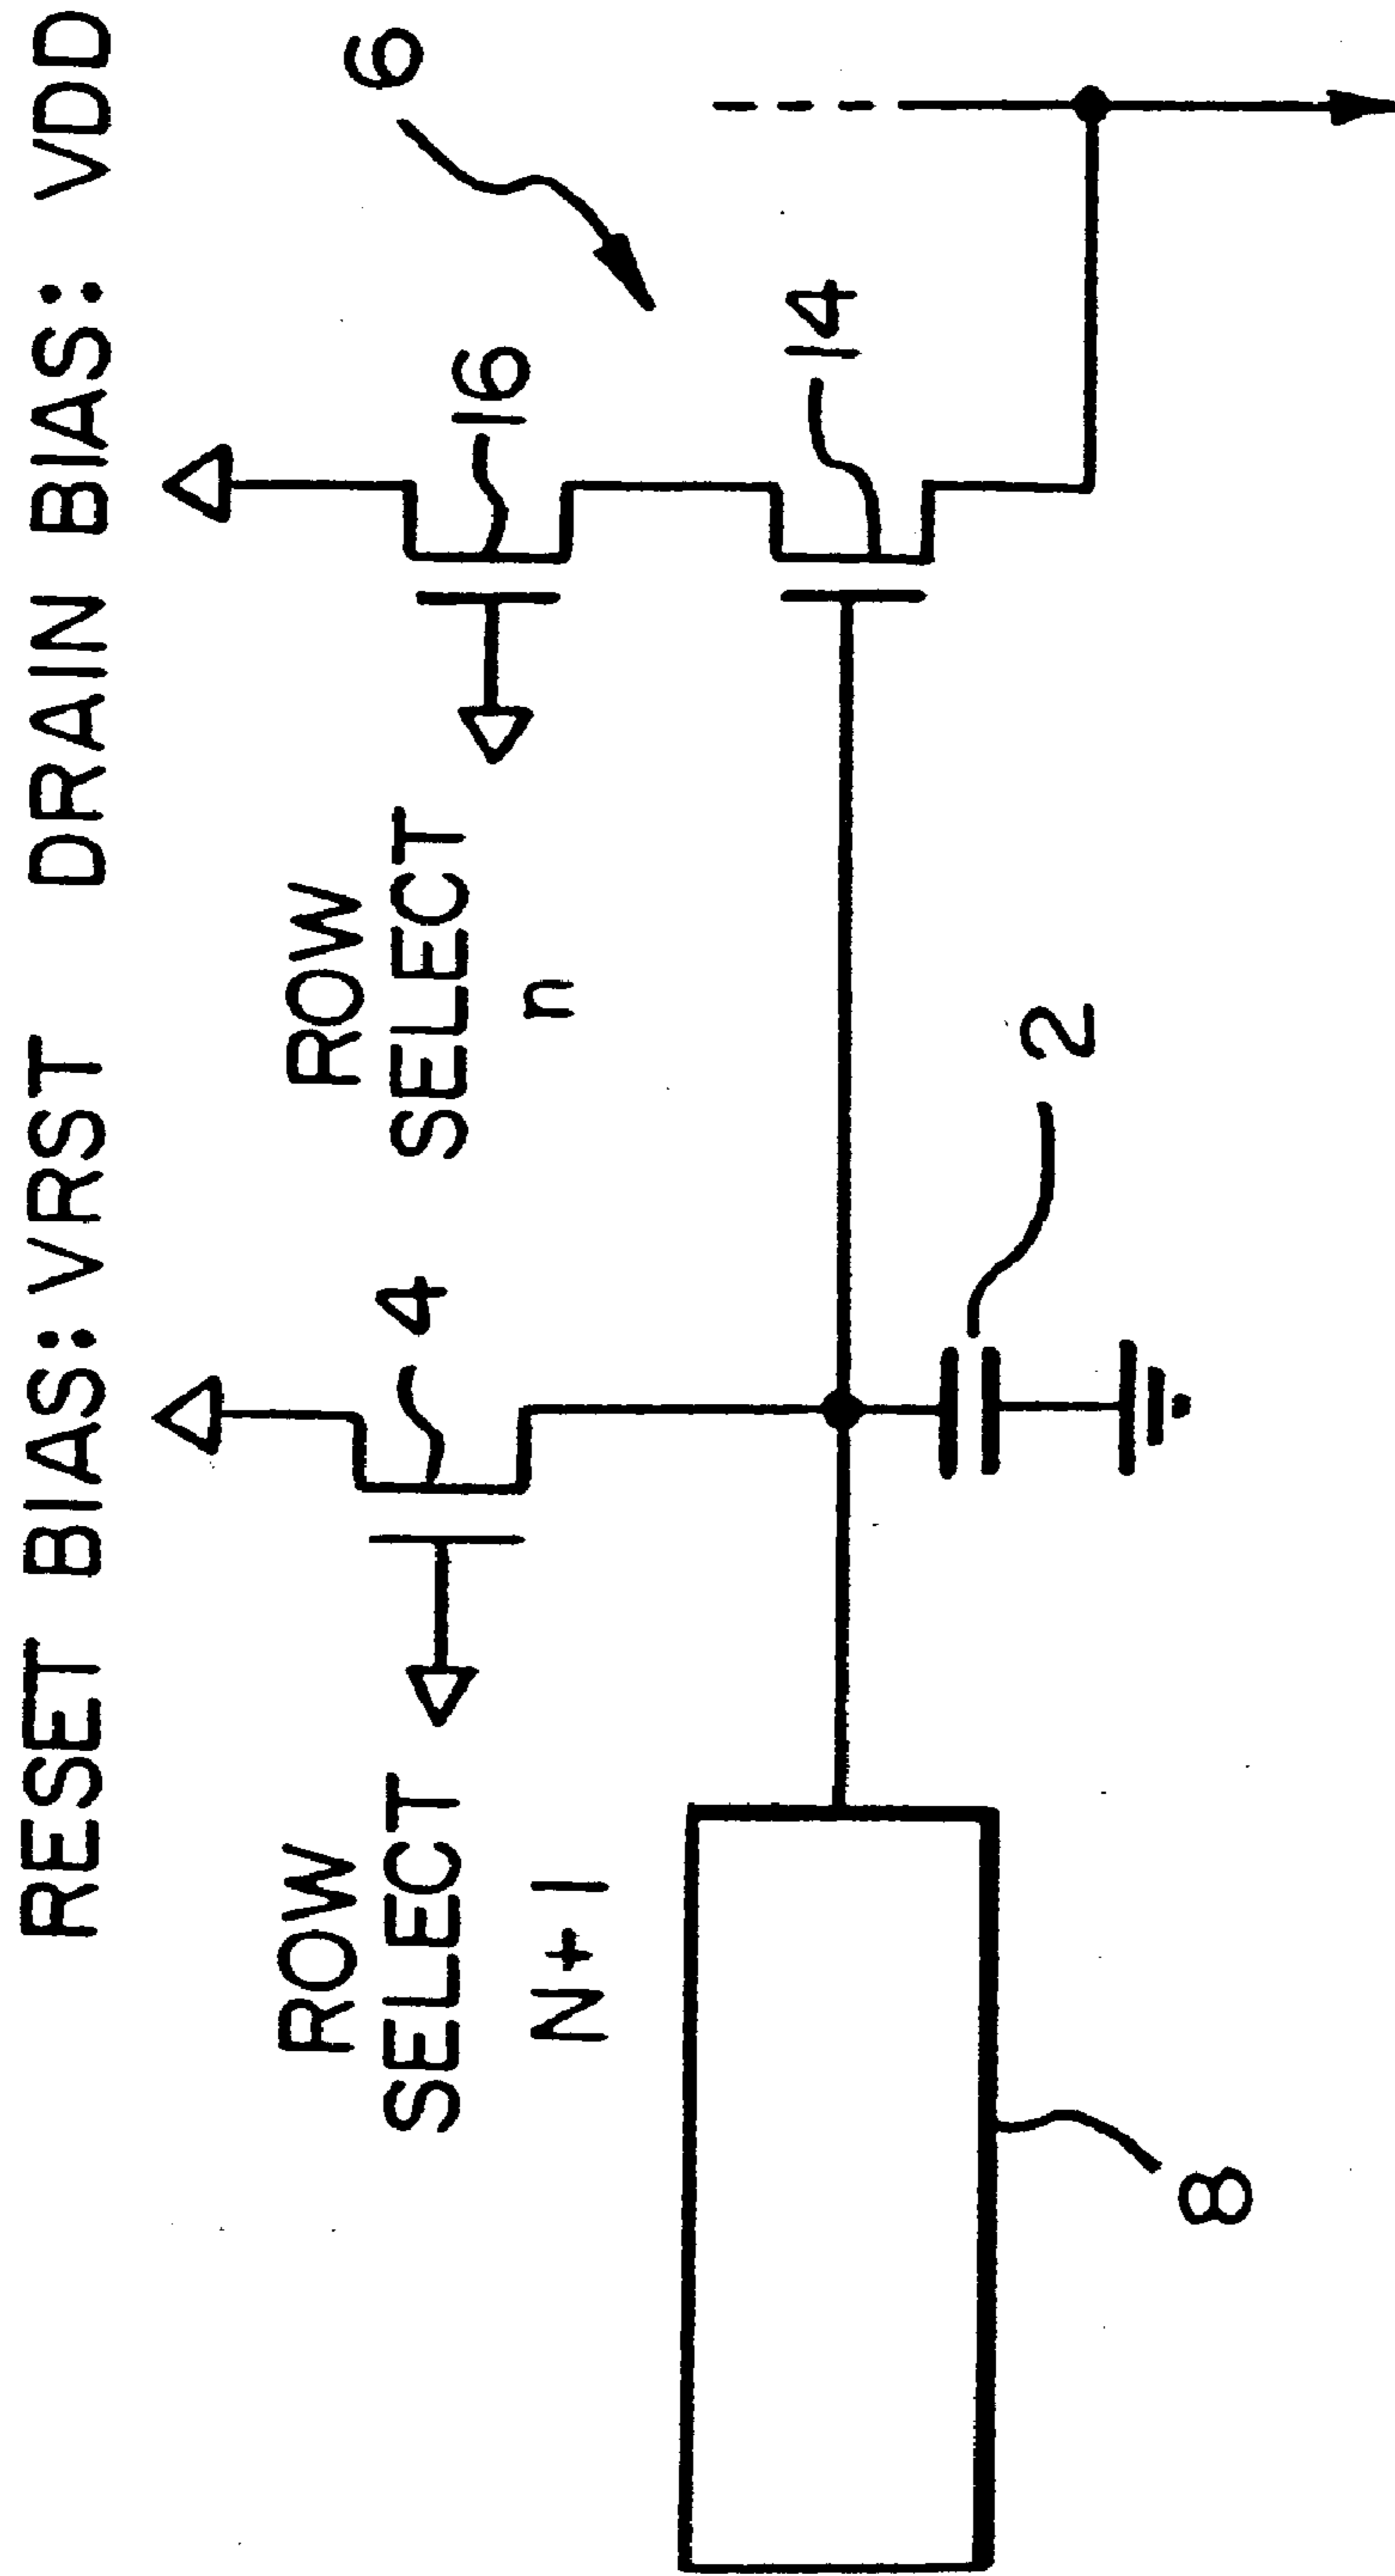 RESET BIAS: VRST DRAIN BIAS: VDD
6
4
16
ROW
SELECT
N+1
ROW
SELECT
n
14
2
8